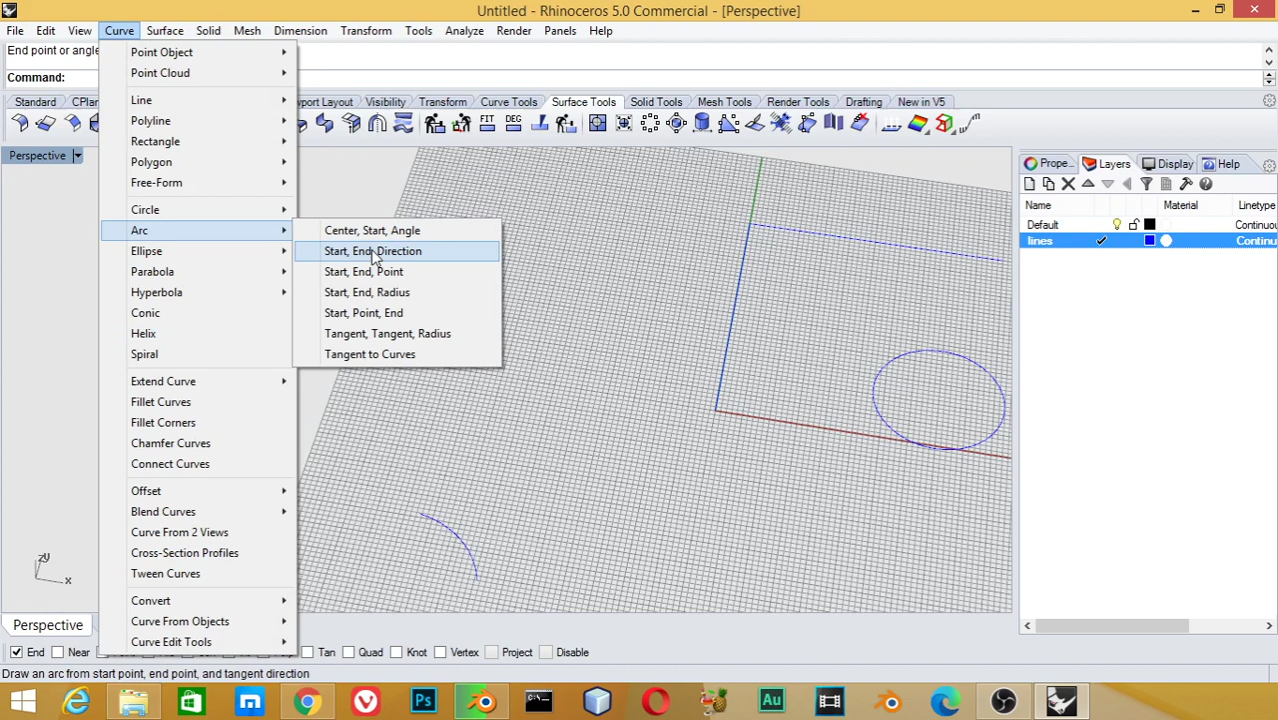 Untitled - Rhinoceros 5.0 Commercial - [Perspective]
File Edit View Curve Surface Solid Mesh Dimension Transform Tools Analyze Render Panels Help
End point or angle
Command:
Standard CPlan port Layout Visibility Transform Curve Tools Surface Tools Solid Tools Mesh Tools Render Tools Drafting New in V5
FIT DEG
Perspective
Prope... Layers Display Help
Name Material Linetype
Default Continuou
lines Continu
Point Object
Point Cloud
Line
Polyline
Rectangle
Polygon
Free-Form
Circle
Arc
Ellipse
Parabola
Hyperbola
Conic
Helix
Spiral
Extend Curve
Fillet Curves
Fillet Corners
Chamfer Curves
Connect Curves
Offset
Blend Curves
Curve From 2 Views
Cross-Section Profiles
Tween Curves
Convert
Curve From Objects
Curve Edit Tools
Center, Start, Angle
Start, End, Direction
Start, End, Point
Start, End, Radius
Start, Point, End
Tangent, Tangent, Radius
Tangent to Curves
x
Perspective
End Near Tan Quad Knot Vertex Project Disable
Draw an arc from start point, end point, and tangent direction
Ps Au